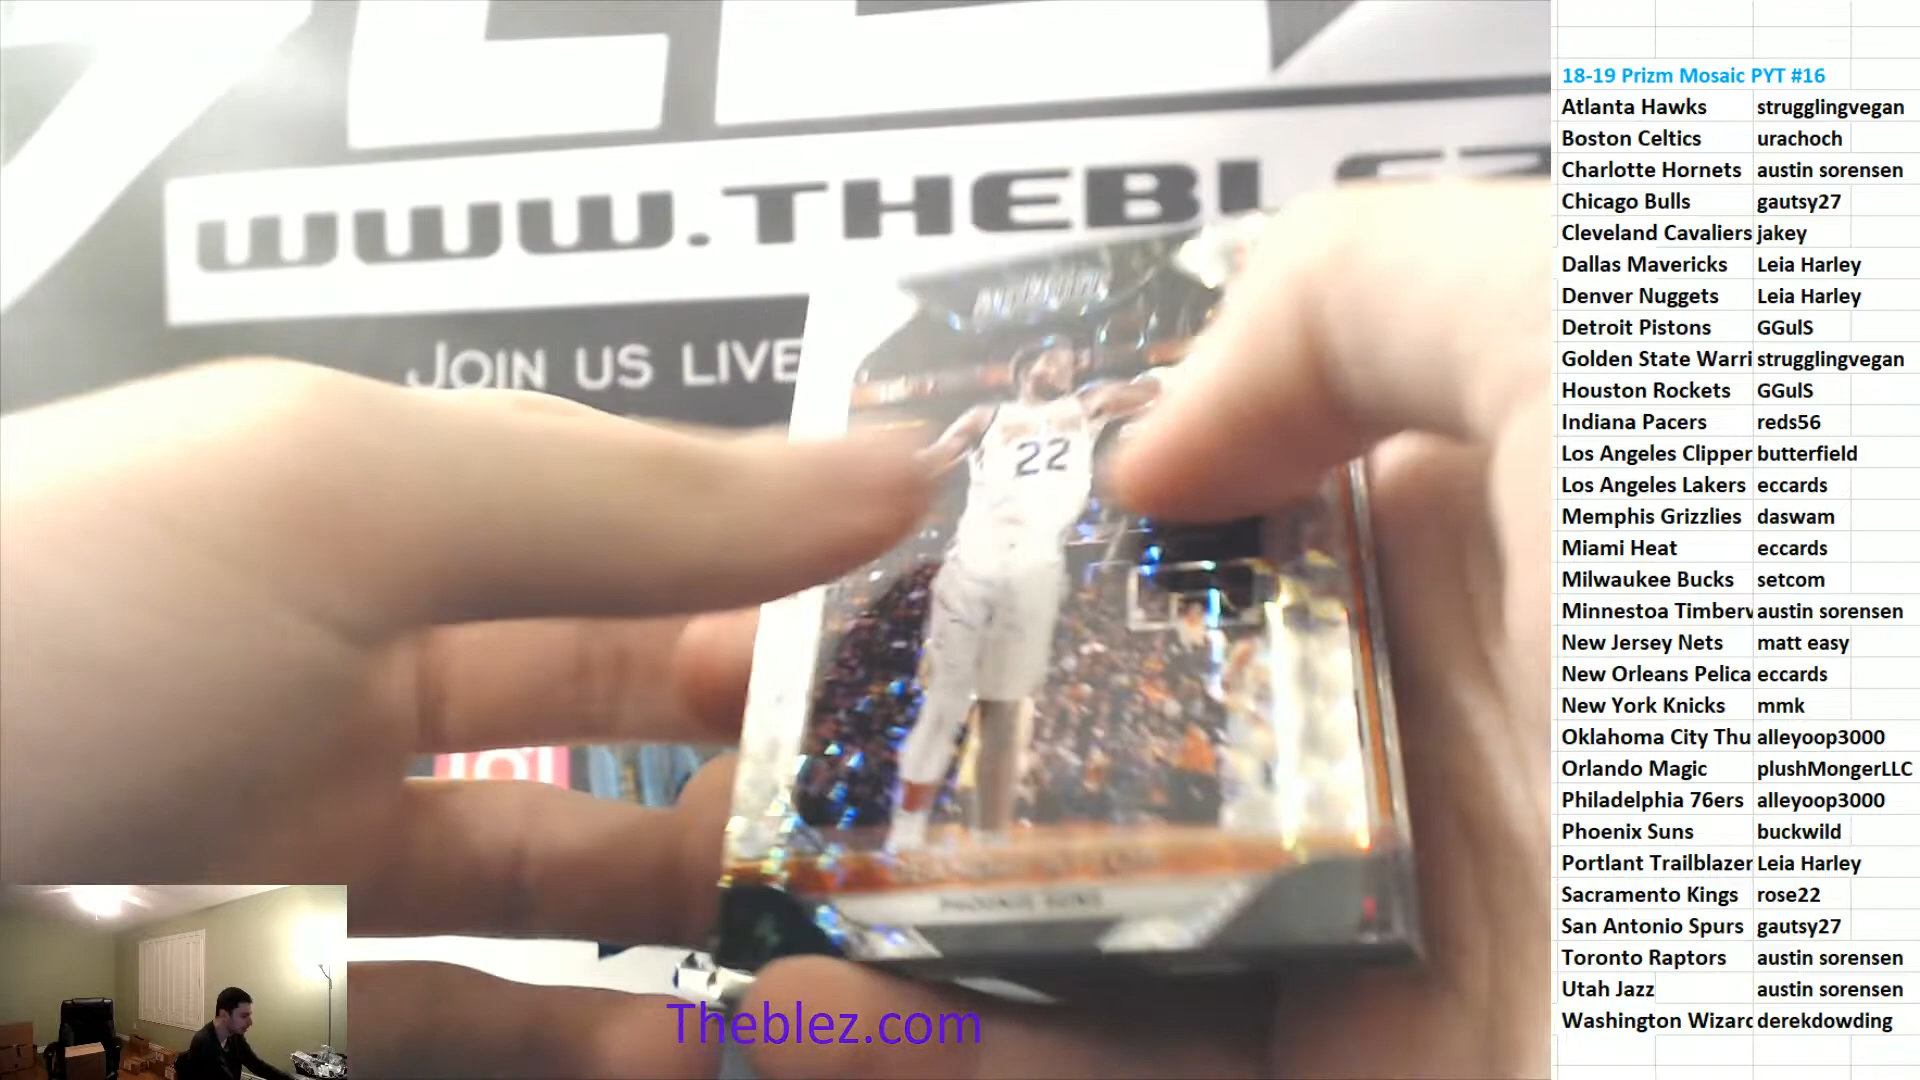 WWW.THEBLEZ
JOIN US LIVE
22
PHOENIX SUNS
Theblez.com
18-19 Prizm Mosaic PYT #16
Atlanta Hawks strugglingvegan
Boston Celtics urachoch
Charlotte Hornets austin sorensen
Chicago Bulls gautsy27
Cleveland Cavaliers jakey
Dallas Mavericks Leia Harley
Denver Nuggets Leia Harley
Detroit Pistons GGulS
Golden State Warri strugglingvegan
Houston Rockets GGulS
Indiana Pacers reds56
Los Angeles Clipper butterfield
Los Angeles Lakers eccards
Memphis Grizzlies daswam
Miami Heat eccards
Milwaukee Bucks setcom
Minnestoa Timberv austin sorensen
New Jersey Nets matt easy
New Orleans Pelica eccards
New York Knicks mmk
Oklahoma City Thu alleyoop3000
Orlando Magic plushMongerLLC
Philadelphia 76ers alleyoop3000
Phoenix Suns buckwild
Portlant Trailblazer Leia Harley
Sacramento Kings rose22
San Antonio Spurs gautsy27
Toronto Raptors austin sorensen
Utah Jazz austin sorensen
Washington Wizarc derekdowding